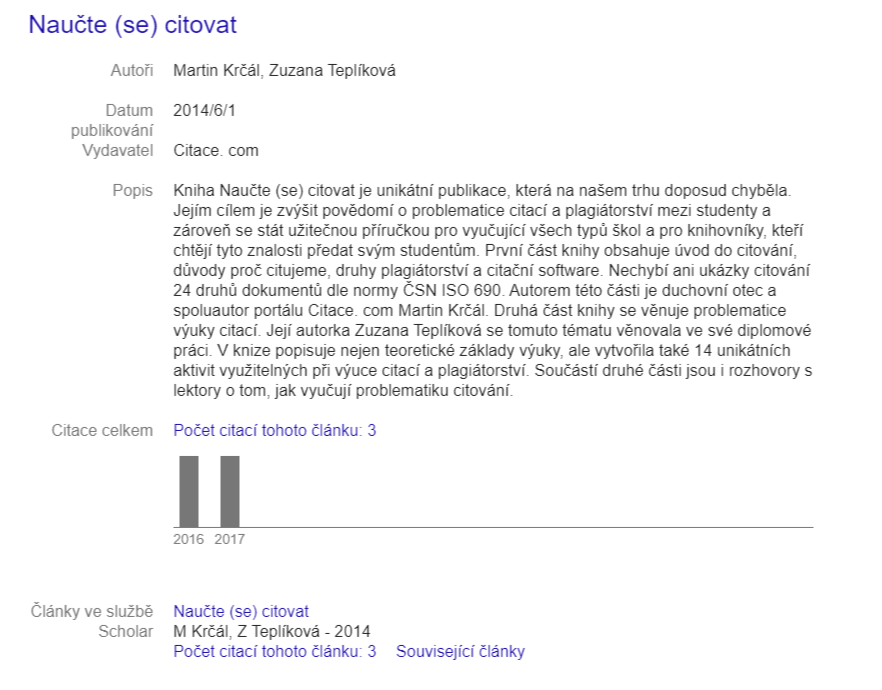 Naučte (se) citovat
Autoři Martin Krčál, Zuzana Teplíková
Datum publikování 2014/6/1
Vydavatel Citace. com
Popis Kniha Naučte (se) citovat je unikátní publikace, která na našem trhu doposud chyběla.
Jejím cílem je zvýšit povědomí o problematice citací a plagiátorství mezi studenty a
zároveň se stát užitečnou příručkou pro vyučující všech typů škol a pro knihovníky, kteří
chtějí tyto znalosti předat svým studentům. První část knihy obsahuje úvod do citování,
důvody proč citujeme, druhy plagiátorství a citační software. Nechybí ani ukázky citování
24 druhů dokumentů dle normy ČSN ISO 690. Autorem této části je duchovní otec a
spoluautor portálu Citace. com Martin Krčál. Druhá část knihy se věnuje problematice
výuky citací. Její autorka Zuzana Teplíková se tomuto tématu věnovala ve své diplomové
práci. V knize popisuje nejen teoretické základy výuky, ale vytvořila také 14 unikátních
aktivit využitelných při výuce citací a plagiátorství. Součástí druhé části jsou i rozhovory s
lektory o tom, jak vyučují problematiku citování.
Citace celkem Počet citací tohoto článku: 3
2016 2017
Články ve službě Naučte (se) citovat
Scholar M Krčál, Z Teplíková - 2014
Počet citací tohoto článku: 3 Související články